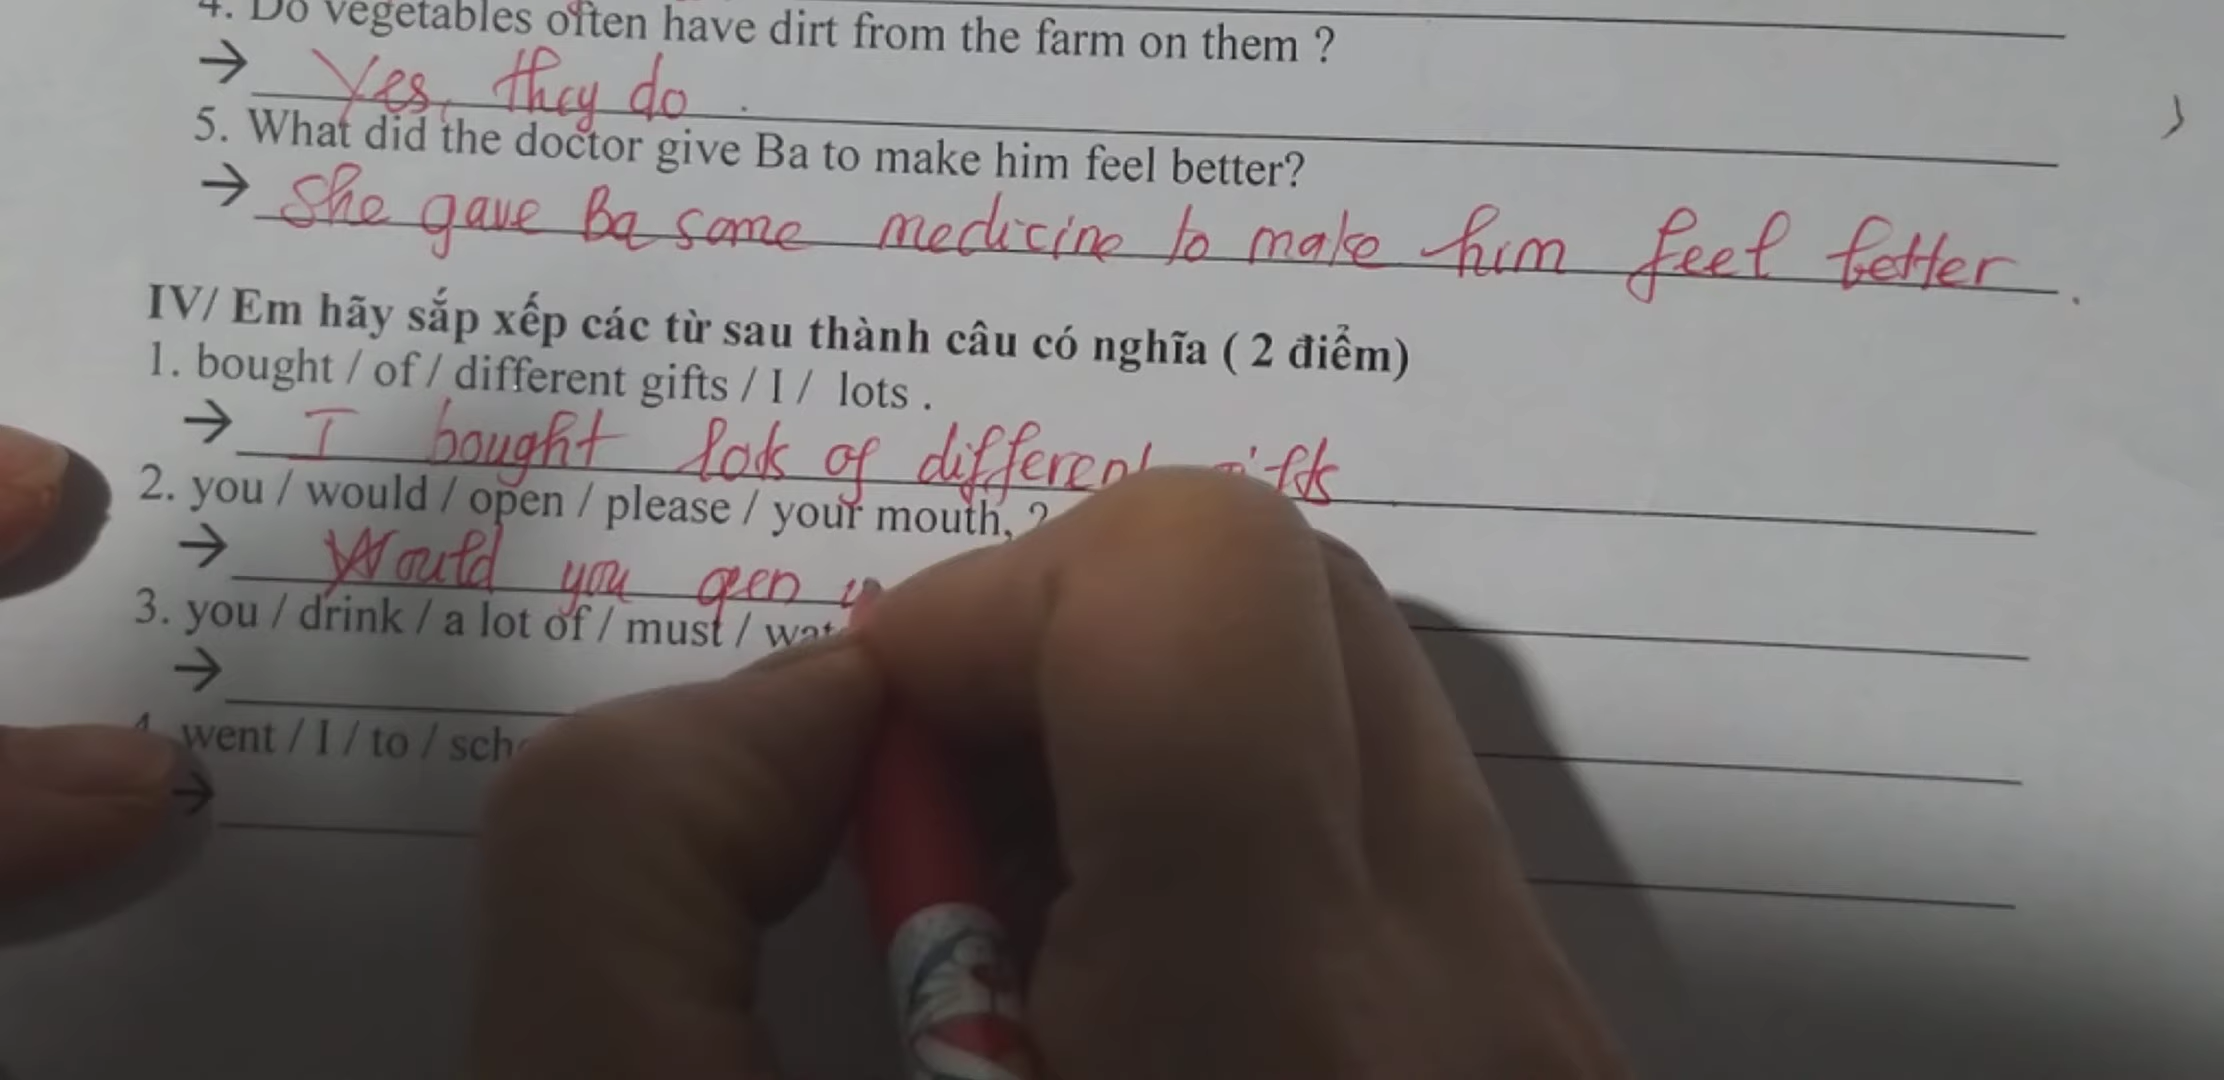 4. Do vegetables often have dirt from the farm on them ?
→ Yes, they do .
5. What did the doctor give Ba to make him feel better?
→ She gave Ba some medicine to make him feel better .
IV/ Em hãy sắp xếp các từ sau thành câu có nghĩa ( 2 điểm)
1. bought / of / different gifts / I / lots .
→ I bought lots of different
2. you / would / open / please / your mouth, ?
→ Would you open
3. you / drink / a lot of / must /
→
4. went / I / to /
→